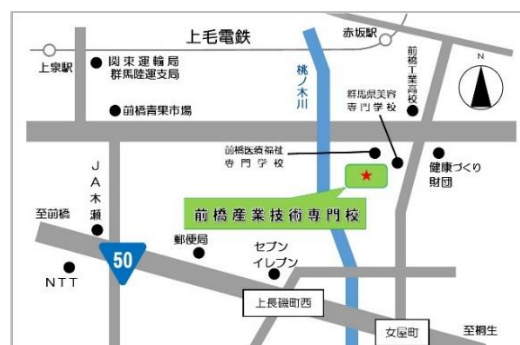 上毛電鉄
赤坂駅
上泉駅
関東運輸局
群馬陸運支局
桃ノ木川
前橋工業高校
N
群馬県美容
専門学校
前橋青果市場
前橋医療福祉
専門学校
健康づくり
財団
JA木瀬
前橋産業技術専門校
至前橋
50
郵便局
セブン
イレブン
NTT
上長磯町西
女屋町
至桐生